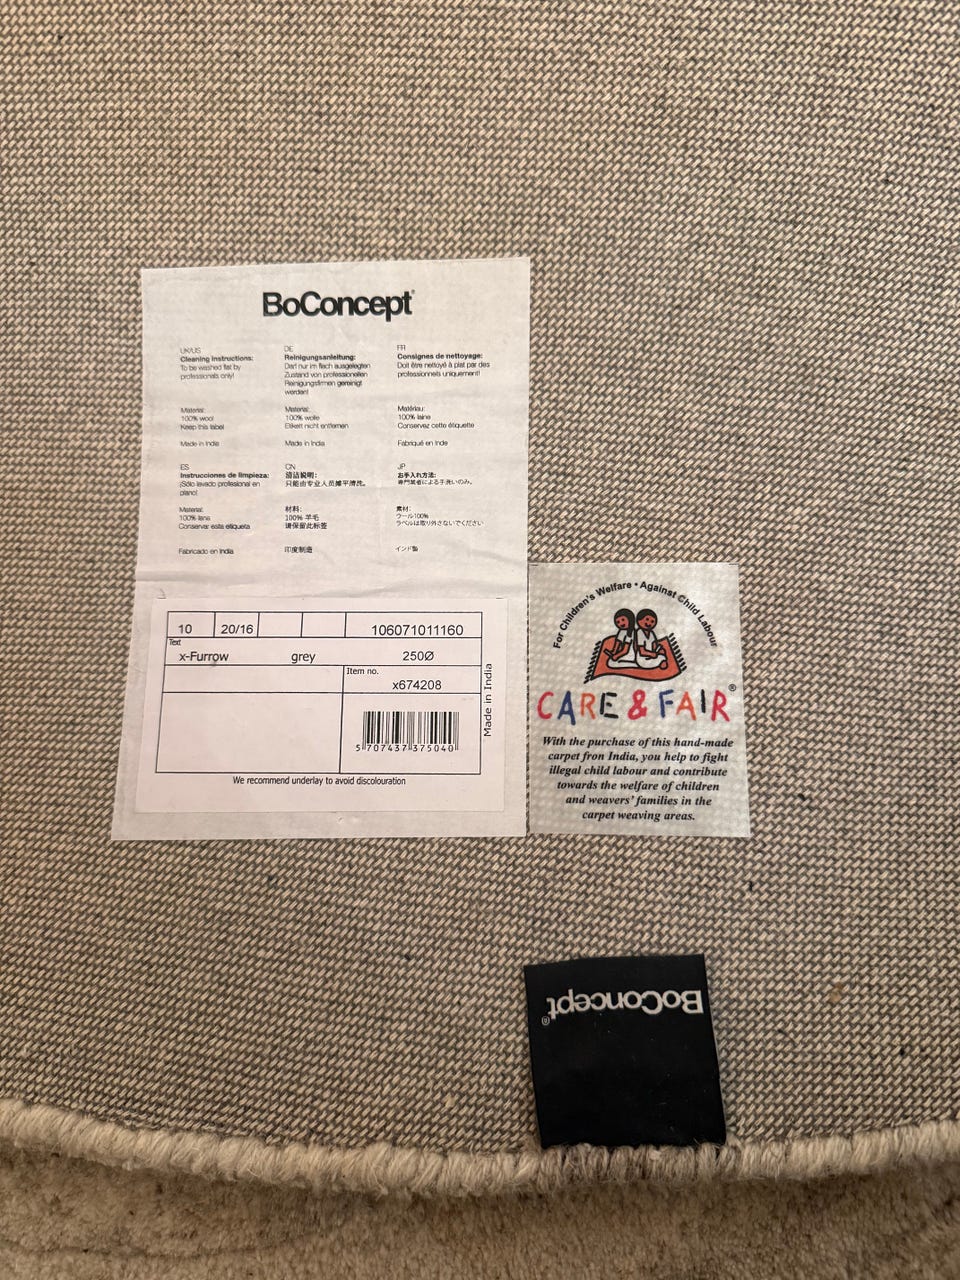 BoConcept®
UK/US
Cleaning instructions:
To be washed flat by
professionals only!
Material:
100% wool
Keep this label
Made in India
DE
Reinigungsanleitung:
Darf nur im flach ausgelegten
Zustand von professionellen
Reinigungsfirmen gereinigt
werden!
Material:
100% wolle
Etikett nicht entfernen
Made in India
FR
Consignes de nettoyage:
Doit être nettoyé à plat par des
professionnels uniquement!
Matériau:
100% laine
Conservez cette étiquette
Fabriqué en Inde
ES
Instrucciones de limpieza:
¡Sólo lavado profesional en
plano!
Material:
100% lana
Conservar esta etiqueta
Fabricado en India
CN
清洁说明:
只能由专业人员摊平清洗。
材料:
100% 羊毛
请保留此标签
印度制造
JP
お手入れ方法:
専門業者による手洗いのみ。
素材:
ウール100%
ラベルは取り外さないでください
インド製
10 20/16 106071011160
Text
x-Furrow grey 250Ø
Item no.
x674208
5 707437 375040
Made in India
We recommend underlay to avoid discolouration
For Children's Welfare • Against Child Labour
CARE & FAIR®
With the purchase of this hand-made
carpet fron India, you help to fight
illegal child labour and contribute
towards the welfare of children
and weavers' families in the
carpet weaving areas.
BoConcept®